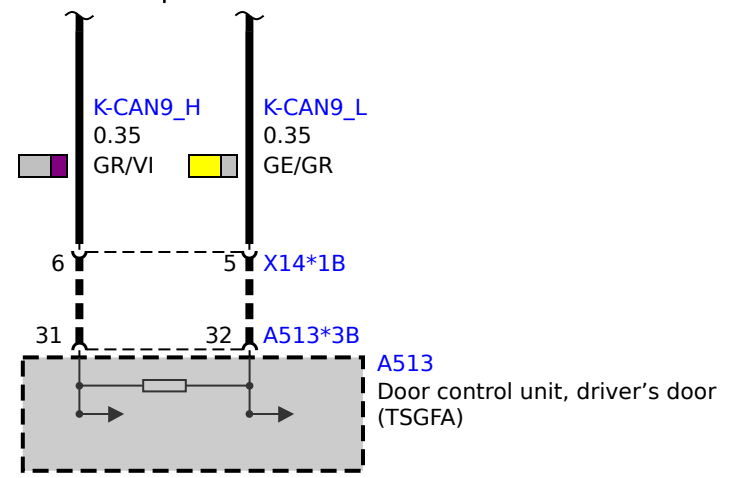 K-CAN9_H
0.35
GR/VI
K-CAN9_L
0.35
GE/GR
6
5
X14*1B
31
32
A513*3B
A513
Door control unit, driver’s door
(TSGFA)